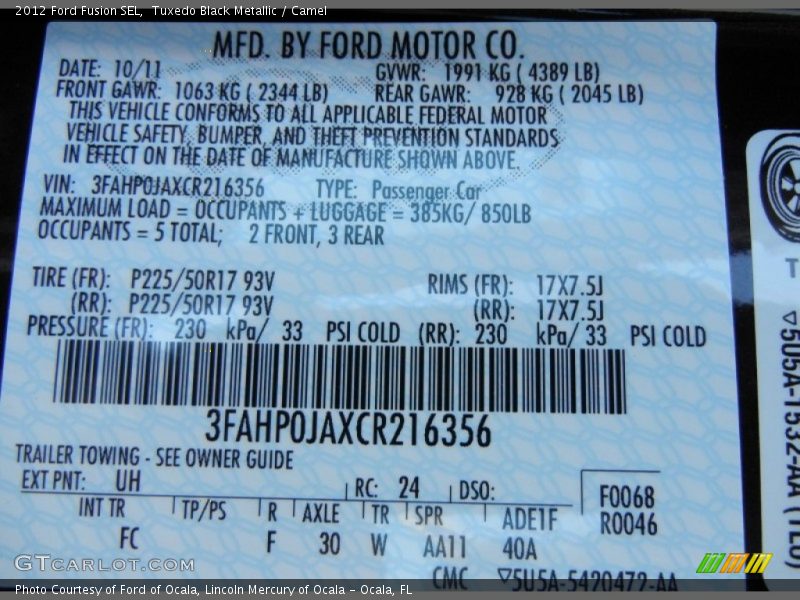 2012 Ford Fusion SEL, Tuxedo Black Metallic / Camel
MFD. BY FORD MOTOR CO.
DATE: 10/11 GVWR: 1991 KG ( 4389 LB)
FRONT GAWR: 1063 KG ( 2344 LB) REAR GAWR: 928 KG ( 2045 LB)
THIS VEHICLE CONFORMS TO ALL APPLICABLE FEDERAL MOTOR
VEHICLE SAFETY, BUMPER, AND THEFT PREVENTION STANDARDS
IN EFFECT ON THE DATE OF MANUFACTURE SHOWN ABOVE.
VIN: 3FAHP0JAXCR216356 TYPE: Passenger Car
MAXIMUM LOAD = OCCUPANTS + LUGGAGE = 385KG/ 850LB
OCCUPANTS = 5 TOTAL; 2 FRONT, 3 REAR
TIRE (FR): P225/50R17 93V RIMS (FR): 17X7.5J
(RR): P225/50R17 93V (RR): 17X7.5J
PRESSURE (FR): 230 kPa/ 33 PSI COLD (RR): 230 kPa/ 33 PSI COLD
3FAHP0JAXCR216356
TRAILER TOWING - SEE OWNER GUIDE
EXT PNT: UH RC: 24 DSO: F0068
INT TR TP/PS R AXLE TR SPR ADE1F R0046
FC F 30 W AA11 40A
CMC ▽5U5A-5420472-AA
T
▽5U5A-1532-AA (TLO)
GTCARLOT.COM
Photo Courtesy of Ford of Ocala, Lincoln Mercury of Ocala - Ocala, FL